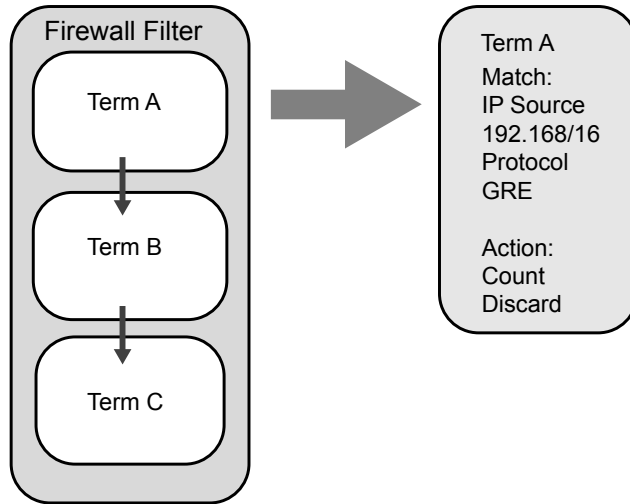 Firewall Filter
Term A
Term B
Term C
Term A
Match:
IP Source
192.168/16
Protocol
GRE
Action:
Count
Discard